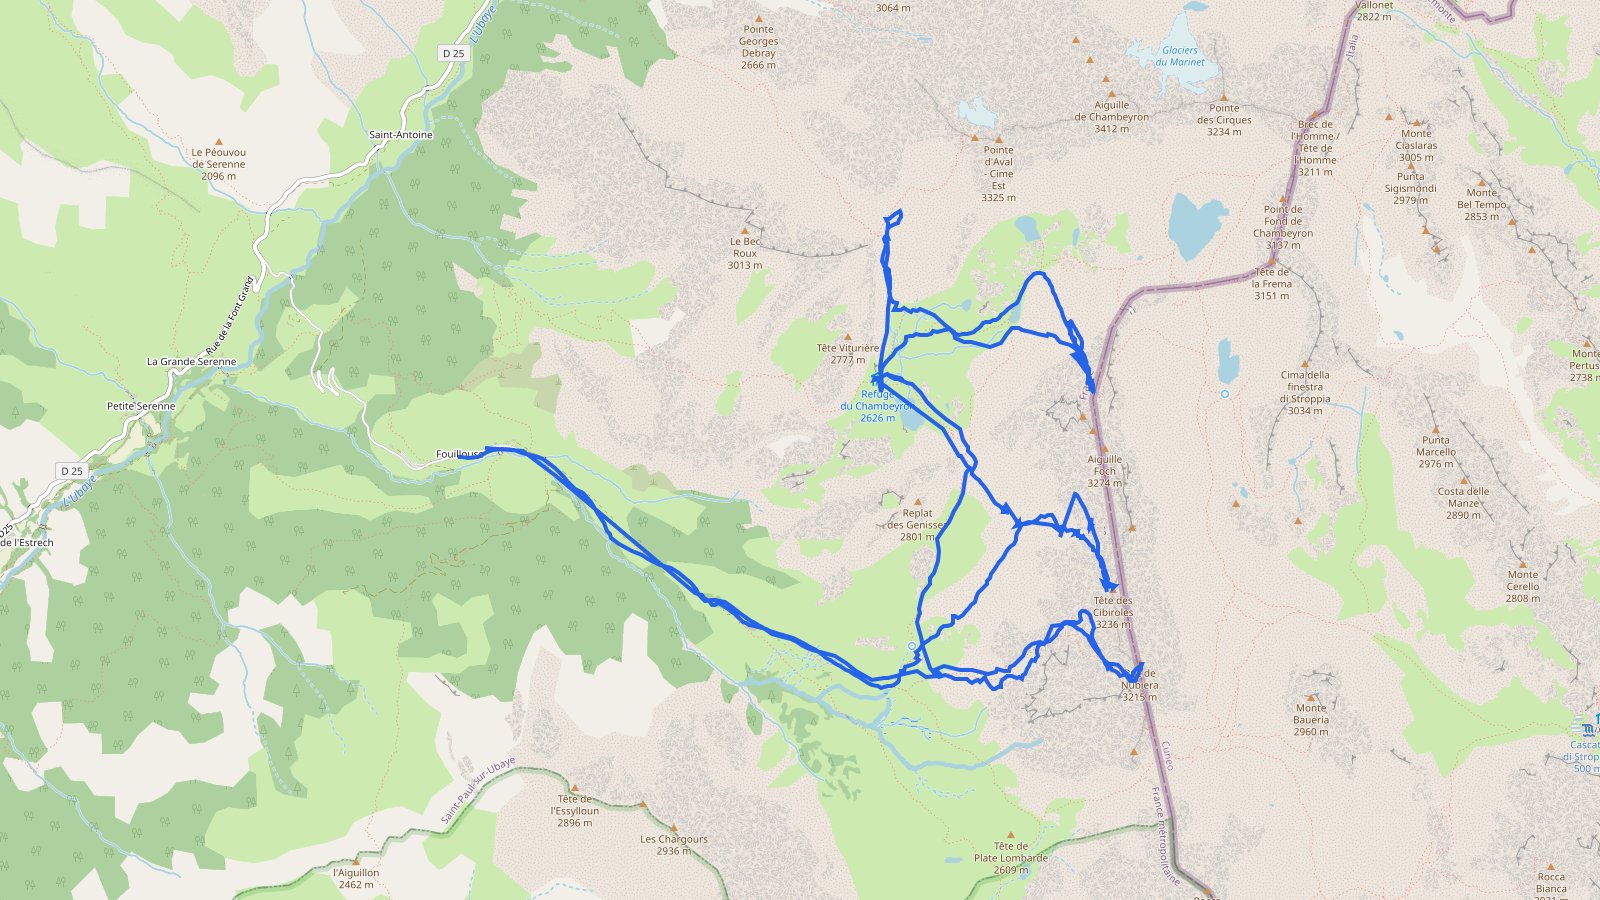 3064 m
Vallonet
2822 m
Piemonte
Italia
L'Ubaye
D 25
Pointe
Georges
Debray
2666 m
Glaciers
du Marinet
Aiguille
de Chambeyron
3412 m
Pointe
des Cirques
3234 m
Brec de
l'Homme /
Tête de
l'Homme
3211 m
Monte
Ciaslaras
3005 m
Saint-Antoine
Le Péouvou
de Serenne
2096 m
Pointe
d'Aval
- Cime
Est
3325 m
Punta
Sigismondi
2979 m
Monte
Bel Tempo
2853 m
Point de
Fond de
Chambeyron
3137 m
Le Bec
Roux
3013 m
Tête de
la Frema
3151 m
Rue de la Font Grand
Tête Viturière
2777 m
La Grande Serenne
Petite Serenne
Refuge
du Chambeyron
2626 m
Cima della
finestra
di Stroppia
3034 m
2738 m
Fouillouse
D 25
L'Ubaye
D25
de l'Estrech
Aiguille
Foch
3274 m
Punta
Marcello
2976 m
Costa delle
Manze
2890 m
Replat
des Genisses
2801 m
Monte
Cerello
2808 m
Tête des
Cibiroles
3236 m
de
Nubiera
3215 m
Monte
Baueria
2960 m
500 m
Cuneo
France métropolitaine
Saint-Paul-sur-Ubaye
Tête de
l'Essylloun
2896 m
Les Chargours
2936 m
Tête de
Plate Lombarde
2609 m
l'Aiguillon
2462 m
Rocca
Bianca